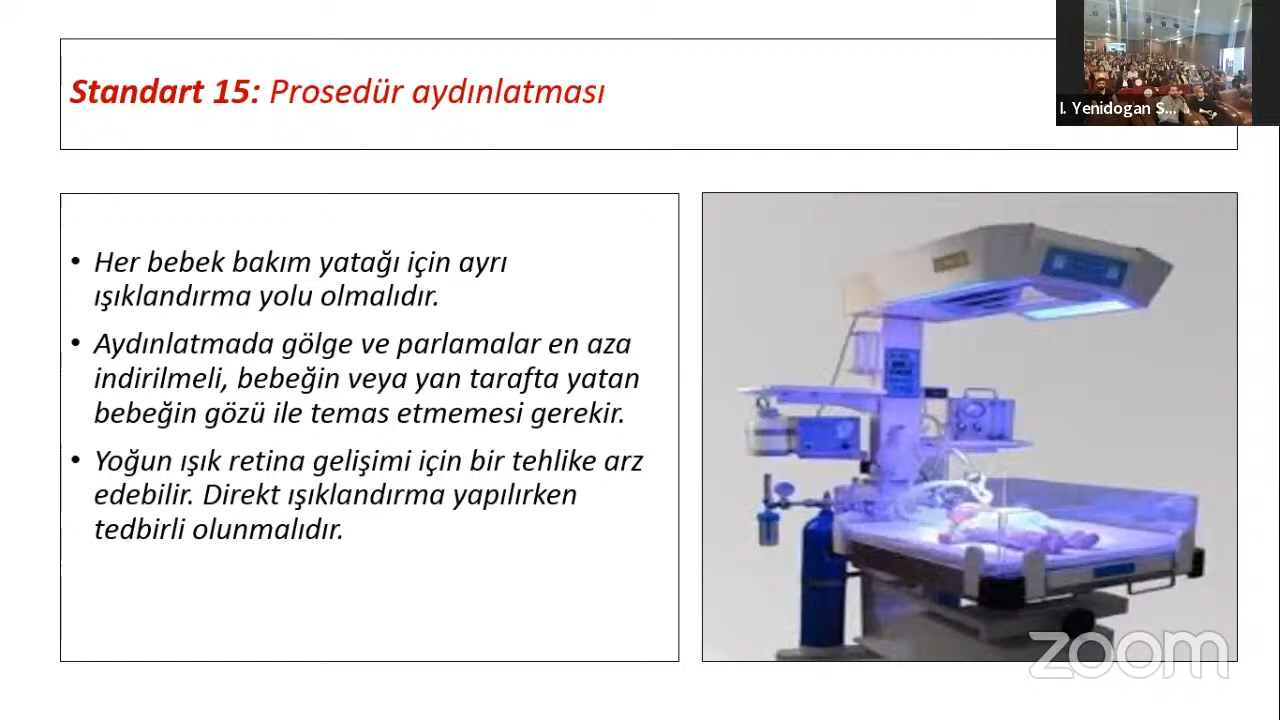 Standart 15: Prosedür aydınlatması
I. Yenidogan S...
• Her bebek bakım yatağı için ayrı
ışıklandırma yolu olmalıdır.
• Aydınlatmada gölge ve parlamalar en aza
indirilmeli, bebeğin veya yan tarafta yatan
bebeğin gözü ile temas etmemesi gerekir.
• Yoğun ışık retina gelişimi için bir tehlike arz
edebilir. Direkt ışıklandırma yapılırken
tedbirli olunmalıdır.
zoom